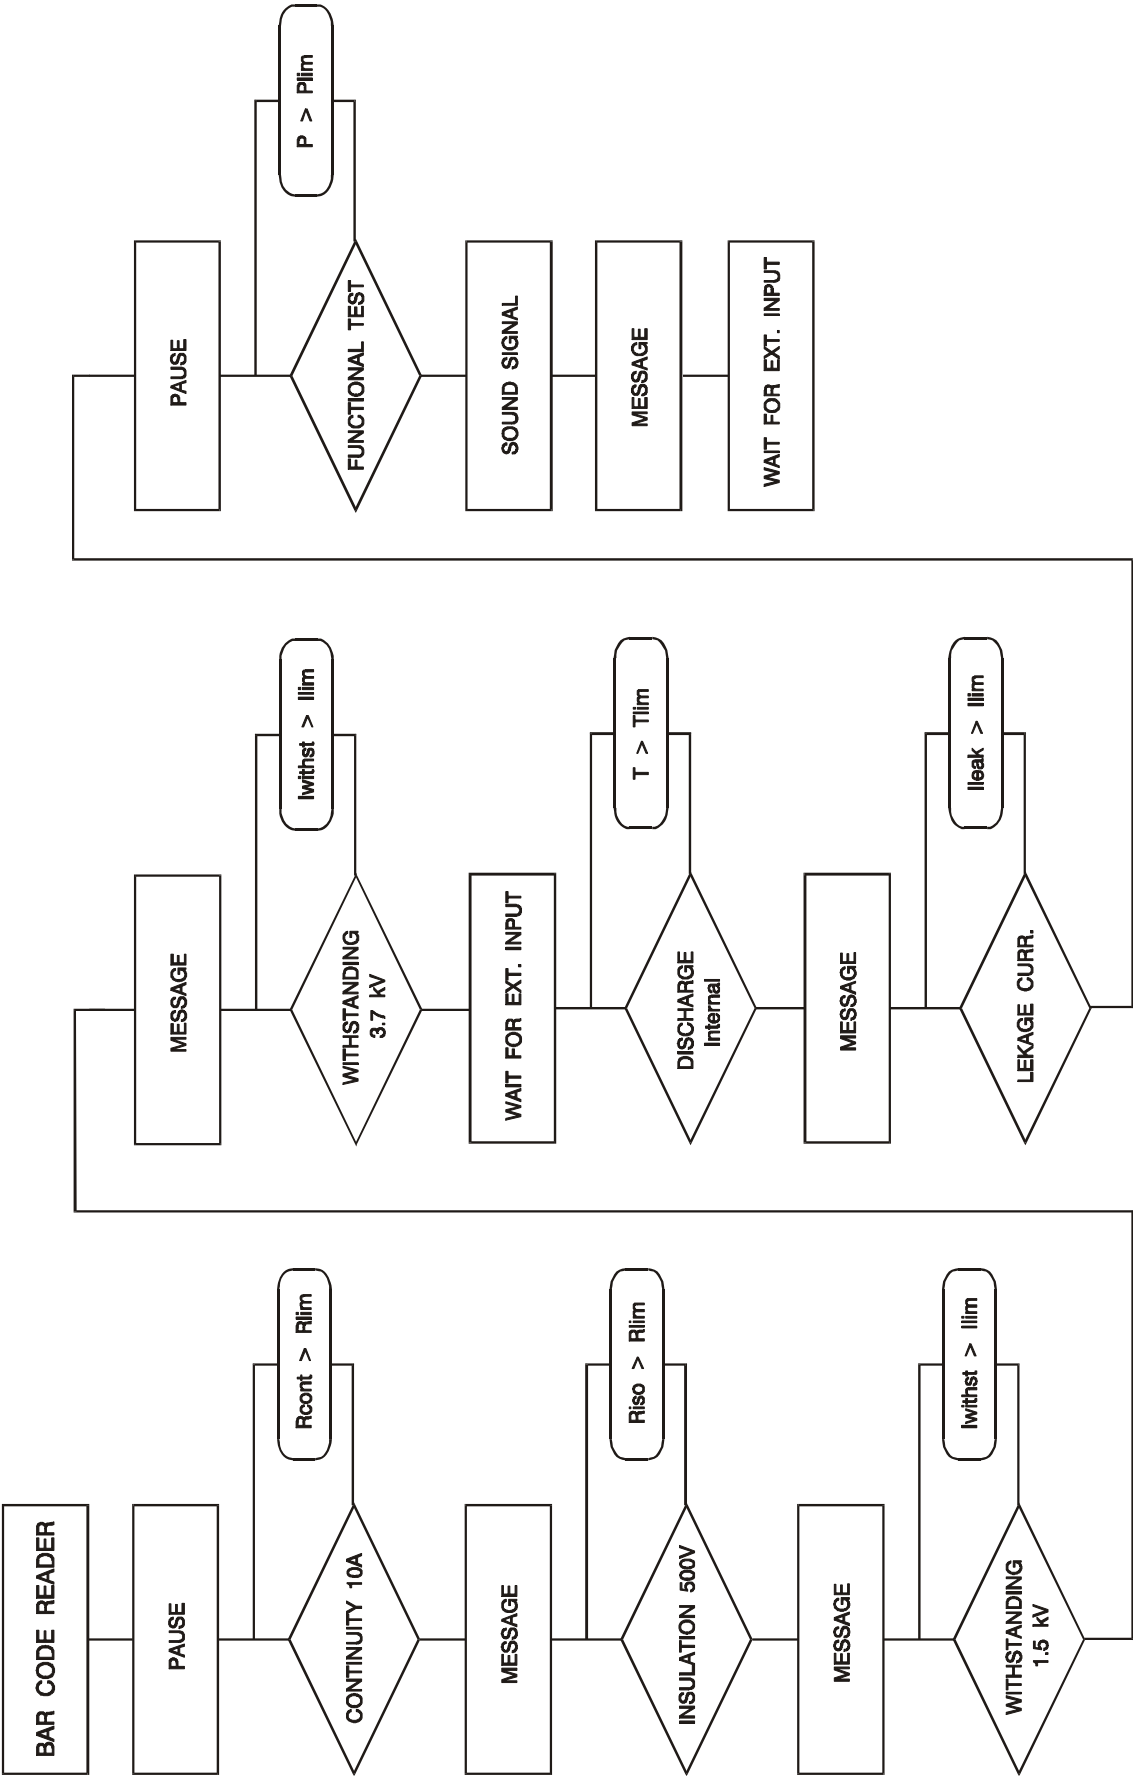 BAR CODE READER
PAUSE
CONTINUITY 10A
Rcont > Rlim
MESSAGE
INSULATION 500V
Riso > Rlim
MESSAGE
WITHSTANDING
1.5 kV
Iwithst > Ilim
MESSAGE
WITHSTANDING
3.7 kV
Iwithst > Ilim
WAIT FOR EXT. INPUT
DISCHARGE
Internal
T > Tlim
MESSAGE
LEKAGE CURR.
Ileak > Ilim
PAUSE
FUNCTIONAL TEST
P > Plim
SOUND SIGNAL
MESSAGE
WAIT FOR EXT. INPUT